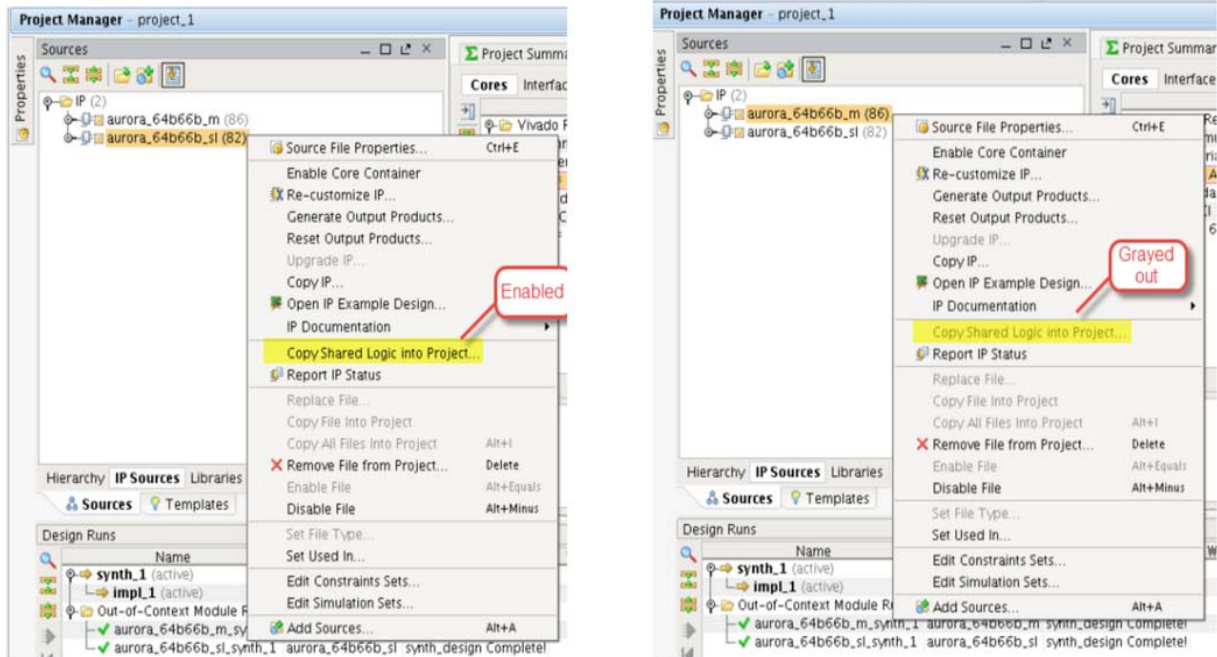 Project Manager - project_1
Properties
Sources
Project Summa
Cores Interfac
IP (2)
aurora_64b66b_m (86)
aurora_64b66b_sl (82)
Vivado
Source File Properties... Ctrl+E
Enable Core Container
Re-customize IP...
Generate Output Products...
Reset Output Products...
Upgrade IP...
Copy IP...
Open IP Example Design...
IP Documentation
Enabled
Copy Shared Logic into Project...
Report IP Status
Replace File...
Copy File Into Project
Copy All Files Into Project Alt+I
Remove File from Project... Delete
Enable File Alt+Equals
Disable File Alt+Minus
Set File Type...
Set Used In...
Edit Constraints Sets...
Edit Simulation Sets...
Add Sources... Alt+A
Hierarchy IP Sources Libraries
Sources Templates
Design Runs
Name
synth_1 (active)
impl_1 (active)
Out-of-Context Module R
aurora_64b66b_m_sy
aurora_64b66b_sl_synth_1 aurora_64b66b_sl synth_design Complete!
Project Manager - project_1
Properties
Sources
Project Summar
Cores Interface
IP (2)
aurora_64b66b_m (86)
aurora_64b66b_sl (82)
Source File Properties... Ctrl+E
Enable Core Container
Re-customize IP...
Generate Output Products...
Reset Output Products...
Upgrade IP...
Copy IP...
Open IP Example Design...
IP Documentation
Grayed
out
Copy Shared Logic into Project...
Report IP Status
Replace File...
Copy File Into Project
Copy All Files Into Project Alt+I
Remove File from Project... Delete
Enable File Alt+Equals
Disable File Alt+Minus
Set File Type...
Set Used In...
Edit Constraints Sets...
Edit Simulation Sets...
Add Sources... Alt+A
Hierarchy IP Sources Libraries
Sources Templates
Design Runs
Name
synth_1 (active)
impl_1 (active)
Out-of-Context Module Ru
aurora_64b66b_m_synth_1 aurora_64b66b_m synth_design Complete!
aurora_64b66b_sl_synth_1 aurora_64b66b_sl synth_design Complete!